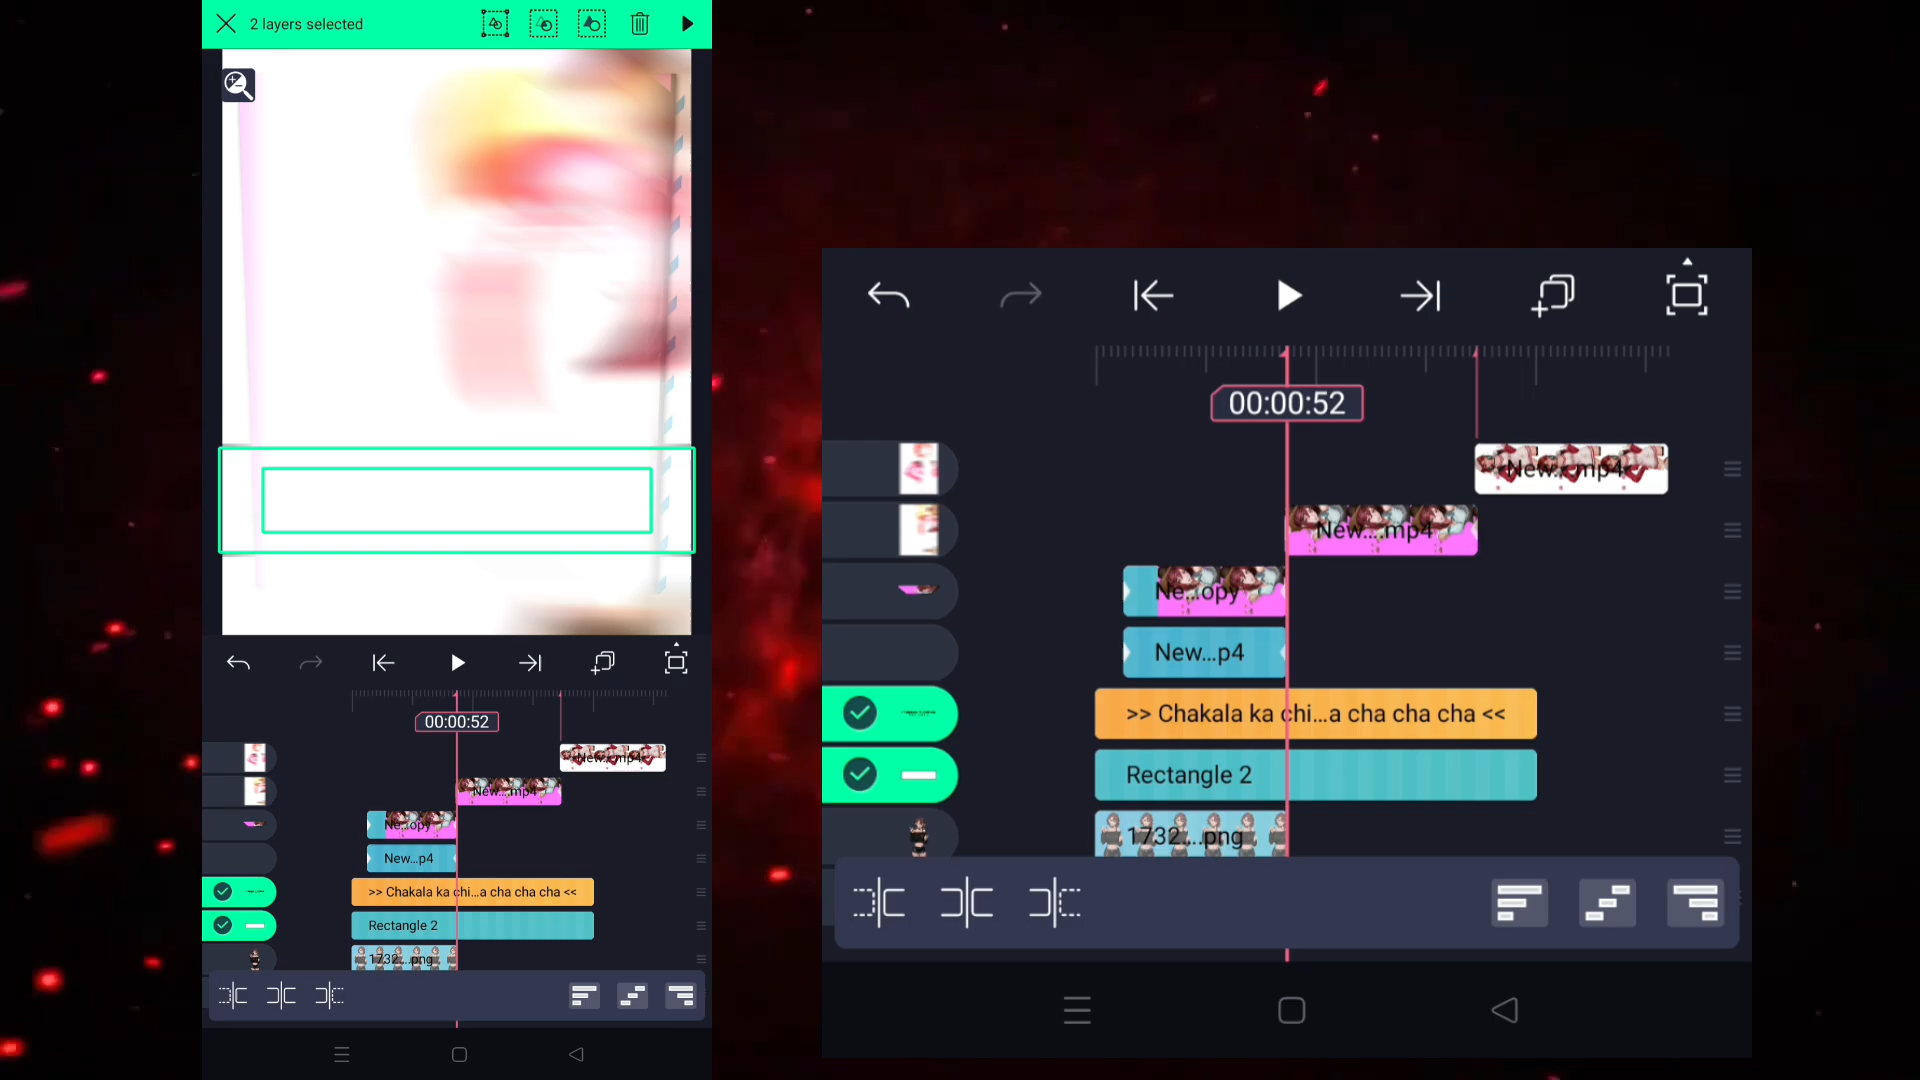 2 layers selected
00:00:52
New...mp4
New....mp4
Ne...opy
New...p4
>> Chakala ka chi...a cha cha cha <<
Rectangle 2
1732....png
00:00:52
New...mp4
New....mp4
Ne...opy
New...p4
>> Chakala ka chi...a cha cha cha <<
Rectangle 2
1732....png